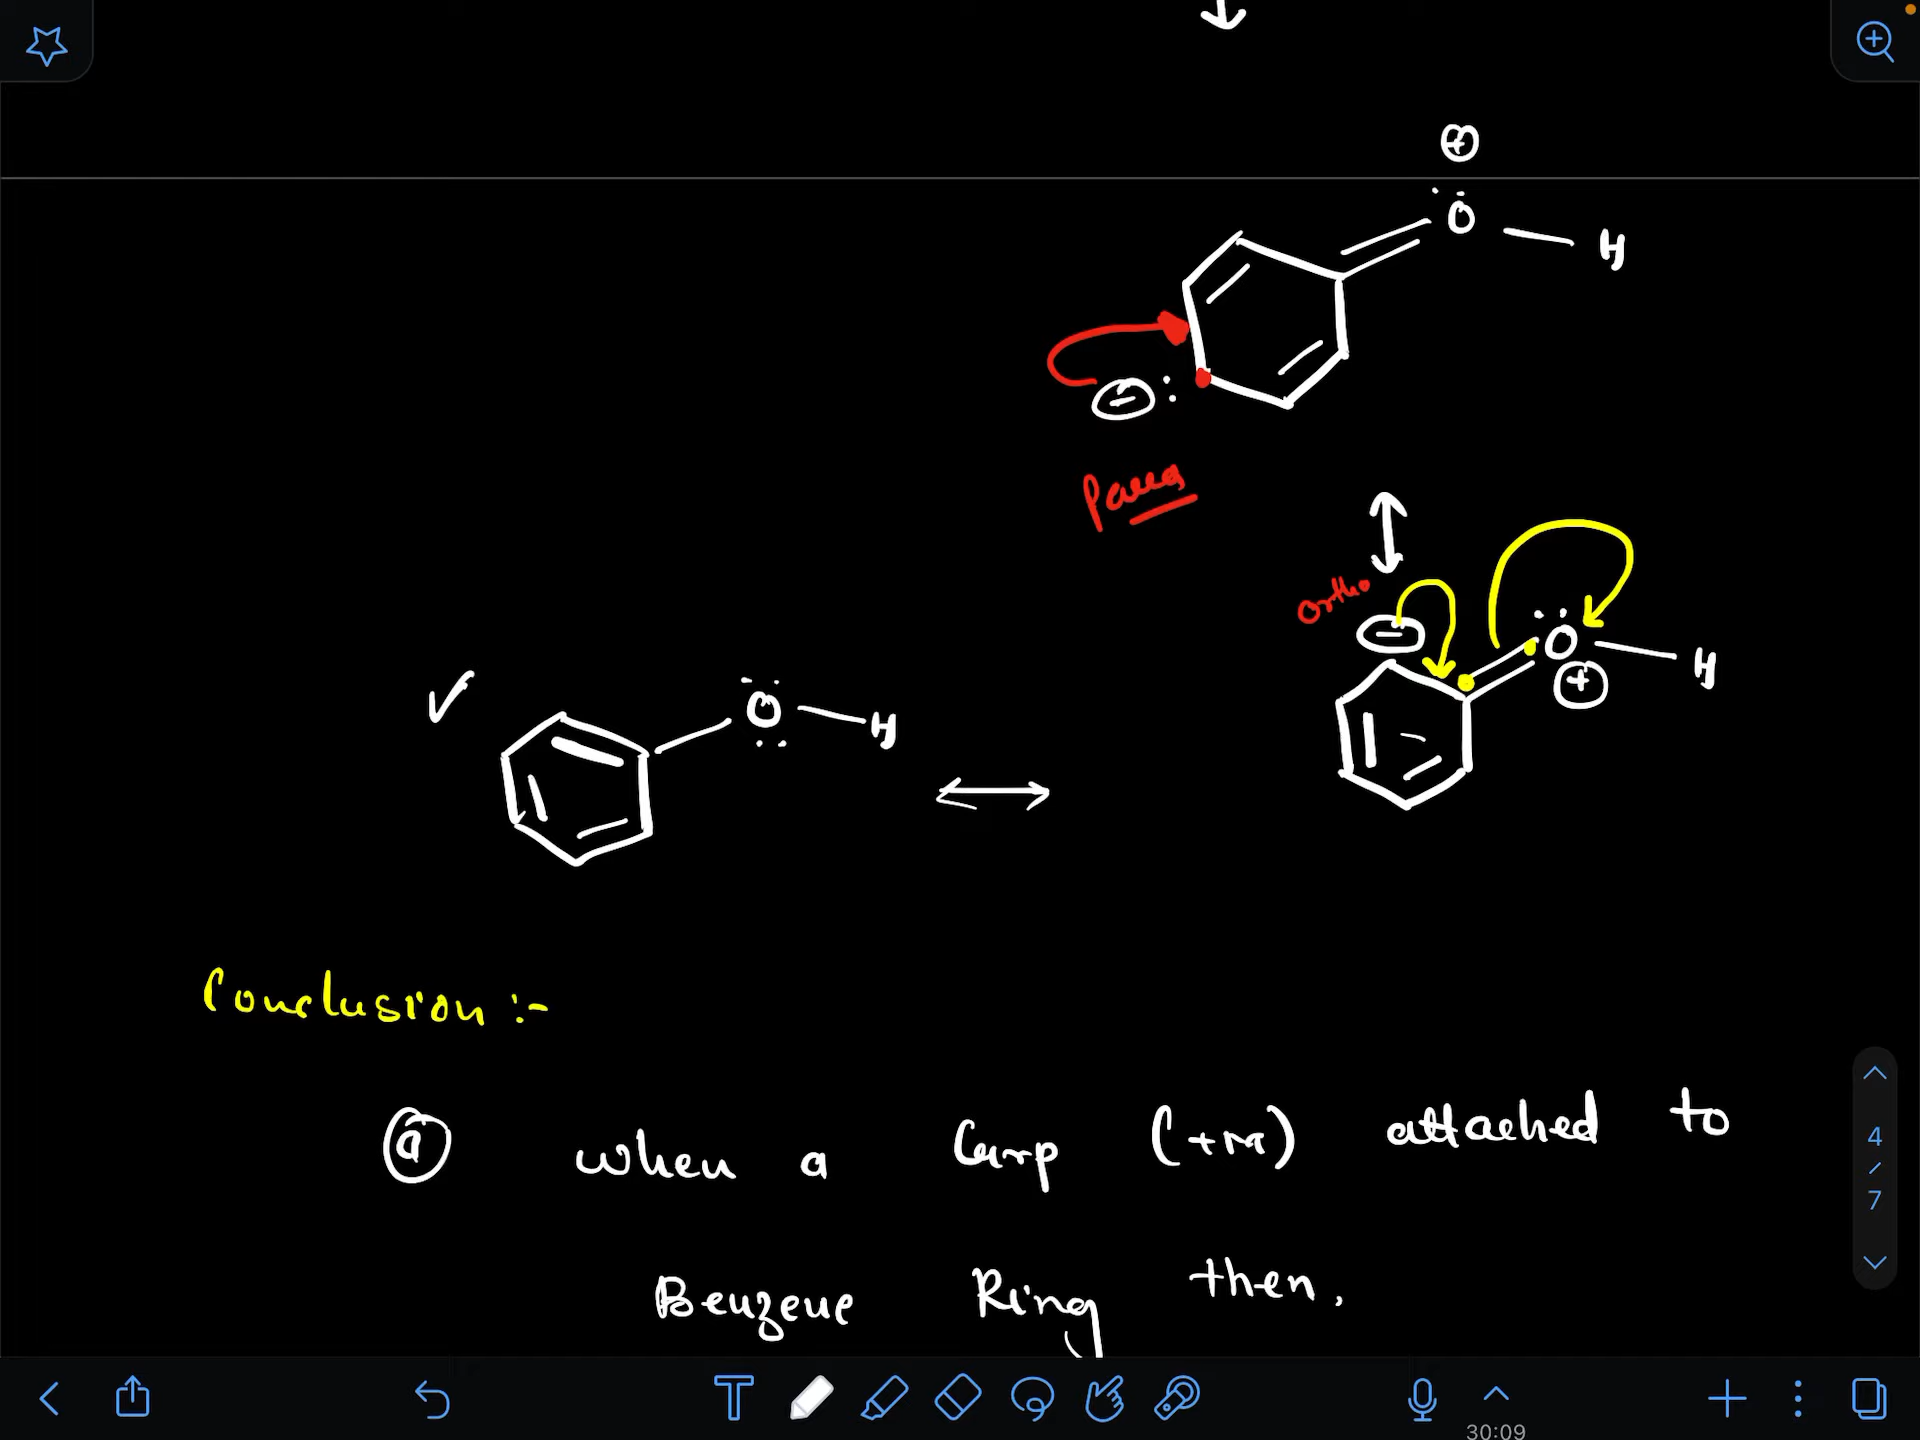 ⊕
Ö — H
⊖ :
Para
Ortho
⊖
Ö — H
⊕
✓
Ö — H
Conclusion :-
ⓐ when a Grp (+M) attached to
Benzene Ring then,
4
/
7
T
30:09